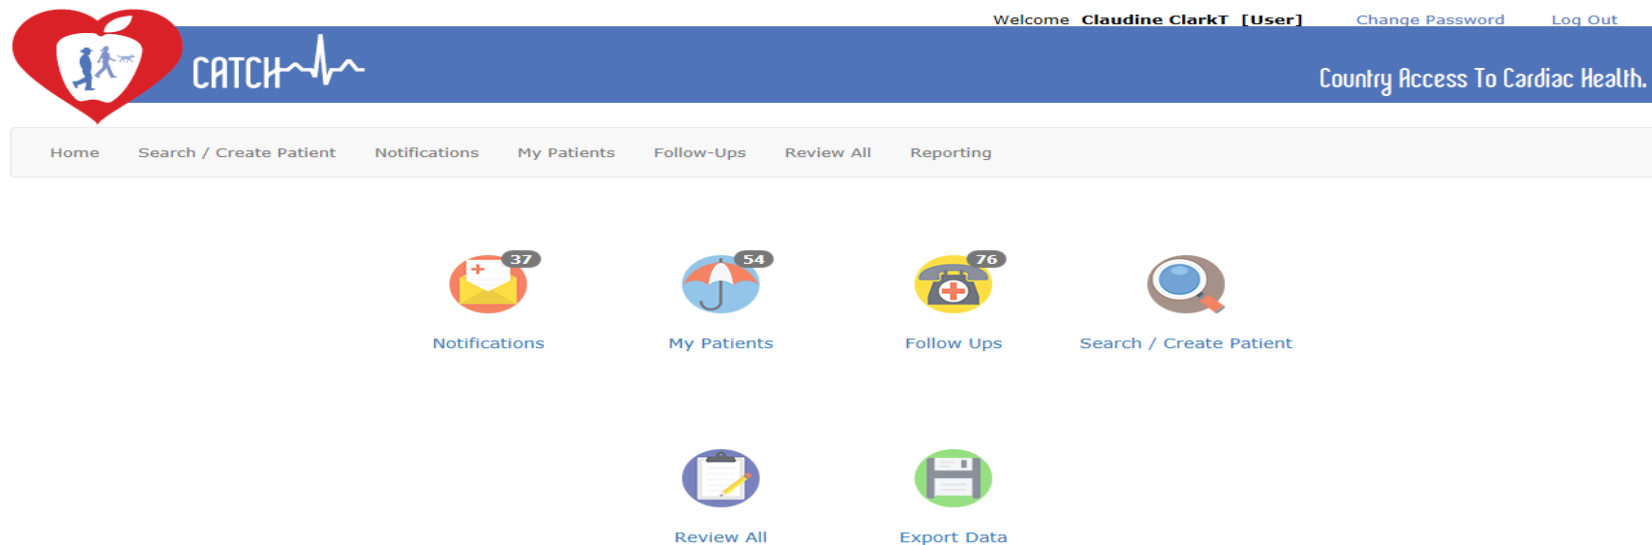 Welcome Claudine ClarkT [User] Change Password Log Out
CATCH
Country Access To Cardiac Health.
Home Search / Create Patient Notifications My Patients Follow-Ups Review All Reporting
37 54 76
Notifications My Patients Follow Ups Search / Create Patient
Review All Export Data